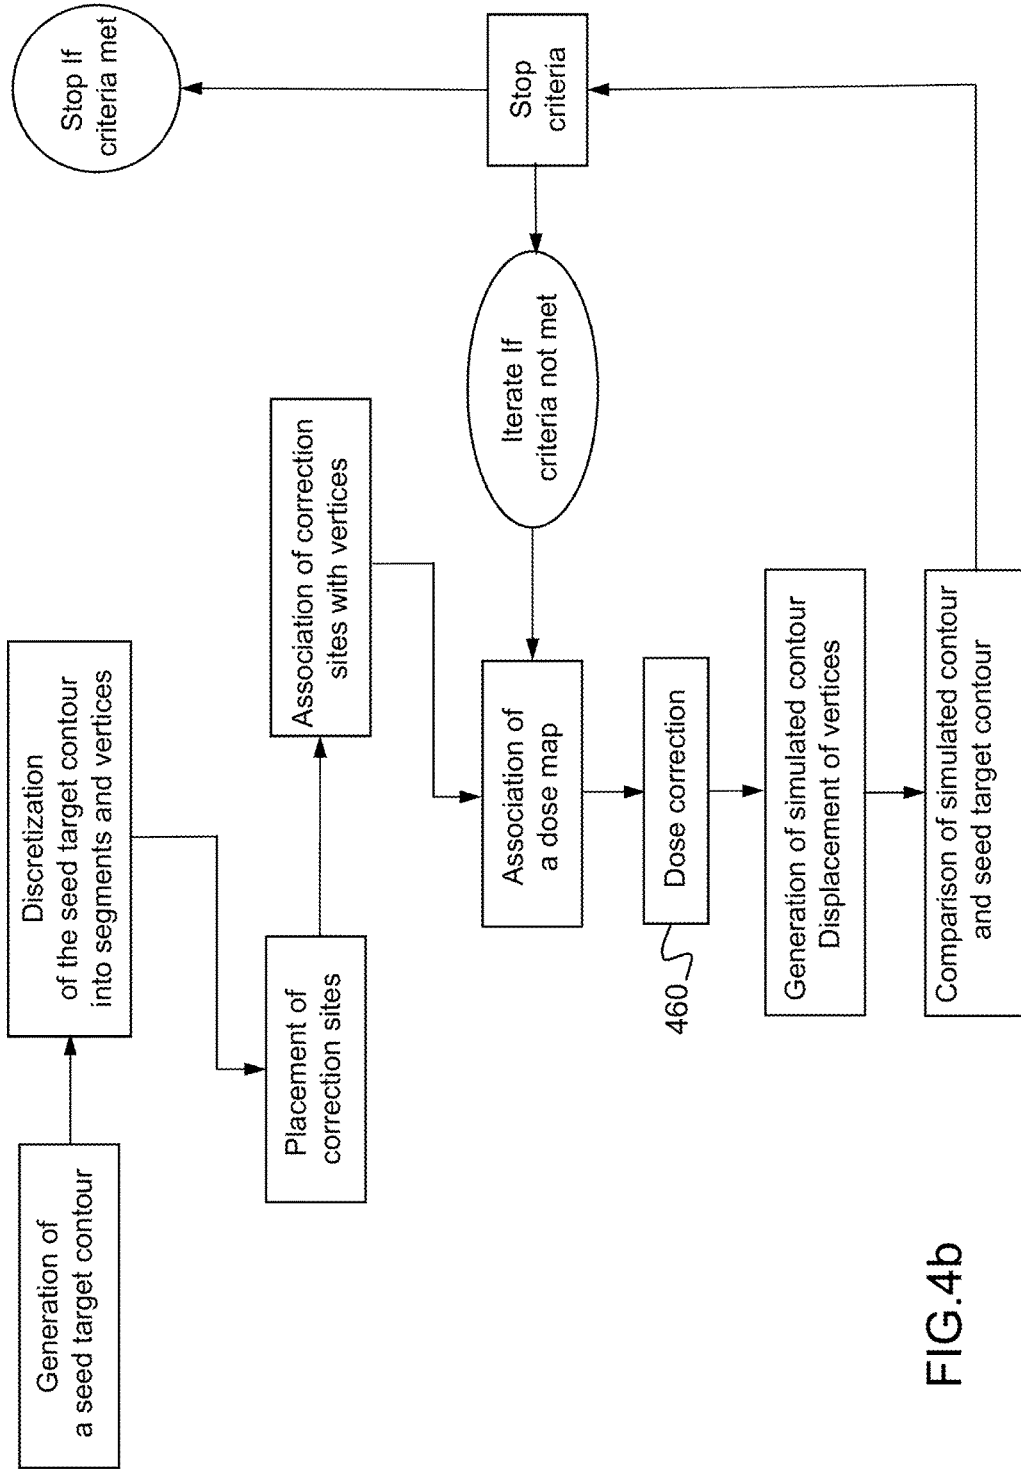 Generation of
a seed target contour
Discretization
of the seed target contour
into segments and vertices
Placement of
correction sites
Association of correction
sites with vertices
Association of
a dose map
Dose correction
460
Generation of simulated contour
Displacement of vertices
Comparison of simulated contour
and seed target contour
Stop
criteria
Iterate If
criteria not met
Stop If
criteria met
FIG.4b